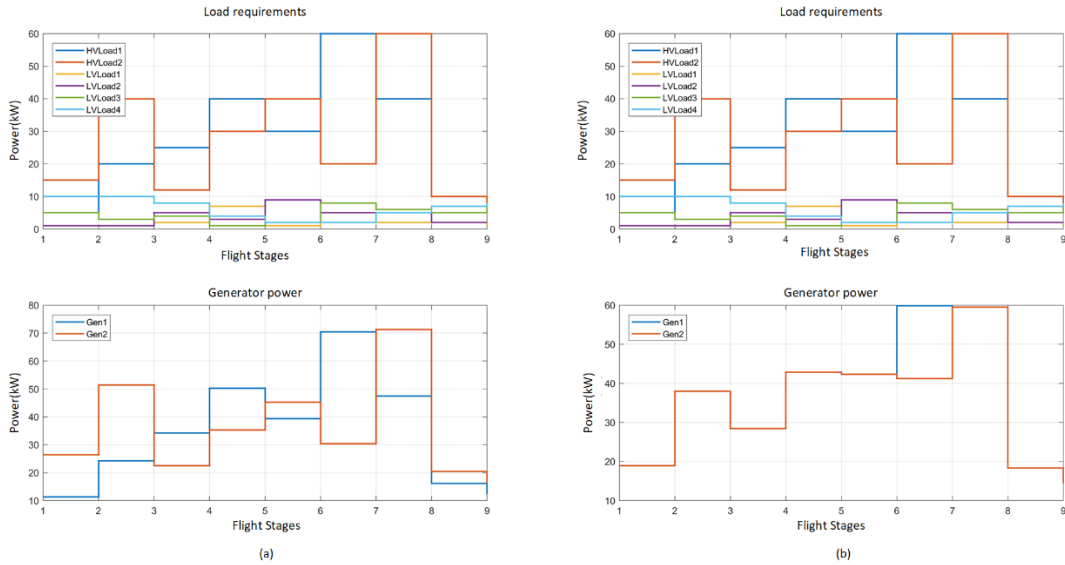 Load requirements
Power(kW)
60
50
40
30
20
10
0
HVLoad1
HVLoad2
LVLoad1
LVLoad2
LVLoad3
LVLoad4
1 2 3 4 5 6 7 8 9
Flight Stages
Generator power
Power(kW)
80
70
60
50
40
30
20
10
Gen1
Gen2
1 2 3 4 5 6 7 8 9
Flight Stages
(a)
Load requirements
Power(kW)
60
50
40
30
20
10
0
HVLoad1
HVLoad2
LVLoad1
LVLoad2
LVLoad3
LVLoad4
1 2 3 4 5 6 7 8 9
Flight Stages
Generator power
Power(kW)
60
50
40
30
20
10
Gen1
Gen2
1 2 3 4 5 6 7 8 9
Flight Stages
(b)